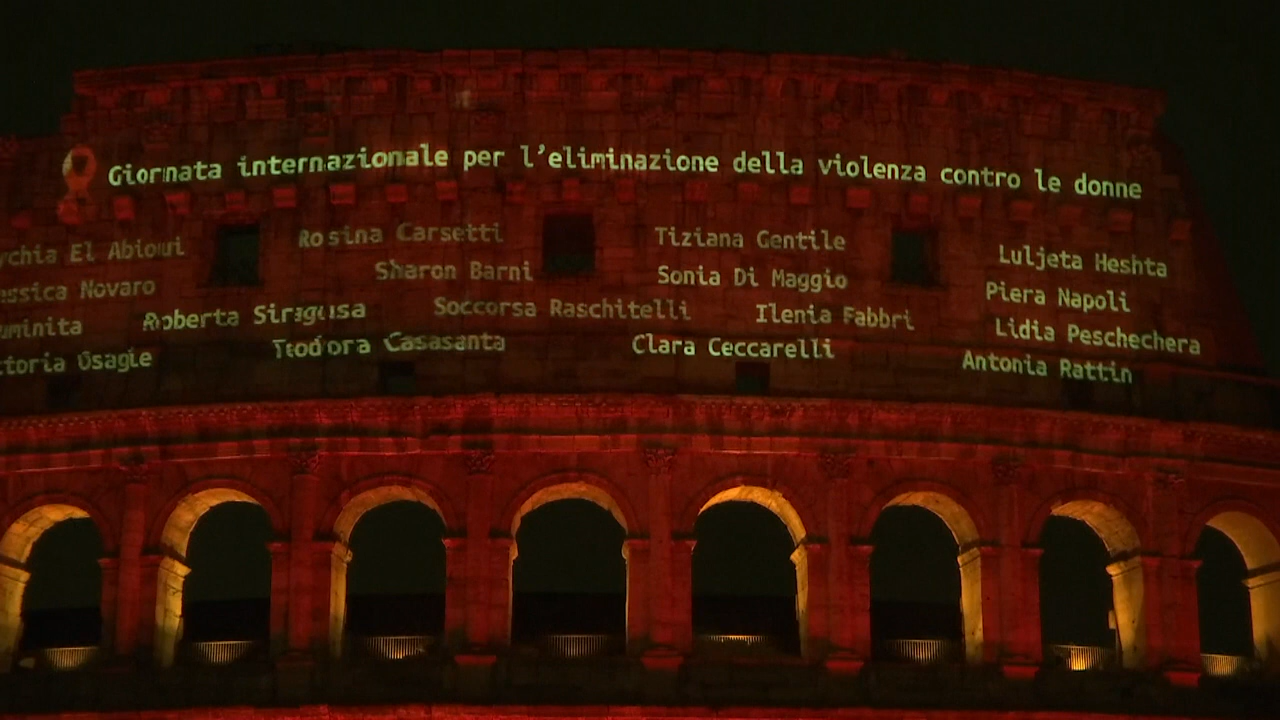 Giornata internazionale per l'eliminazione della violenza contro le donne
El Abioui Rosina Carsetti Tiziana Gentile Luljeta Heshta
Novaro Sharon Barni Sonia Di Maggio Piera Napoli
Roberta Siragusa Soccorsa Raschitelli Ilenia Fabbri Lidia Peschechera
Osagie Teodora Casasanta Clara Ceccarelli Antonia Rattin